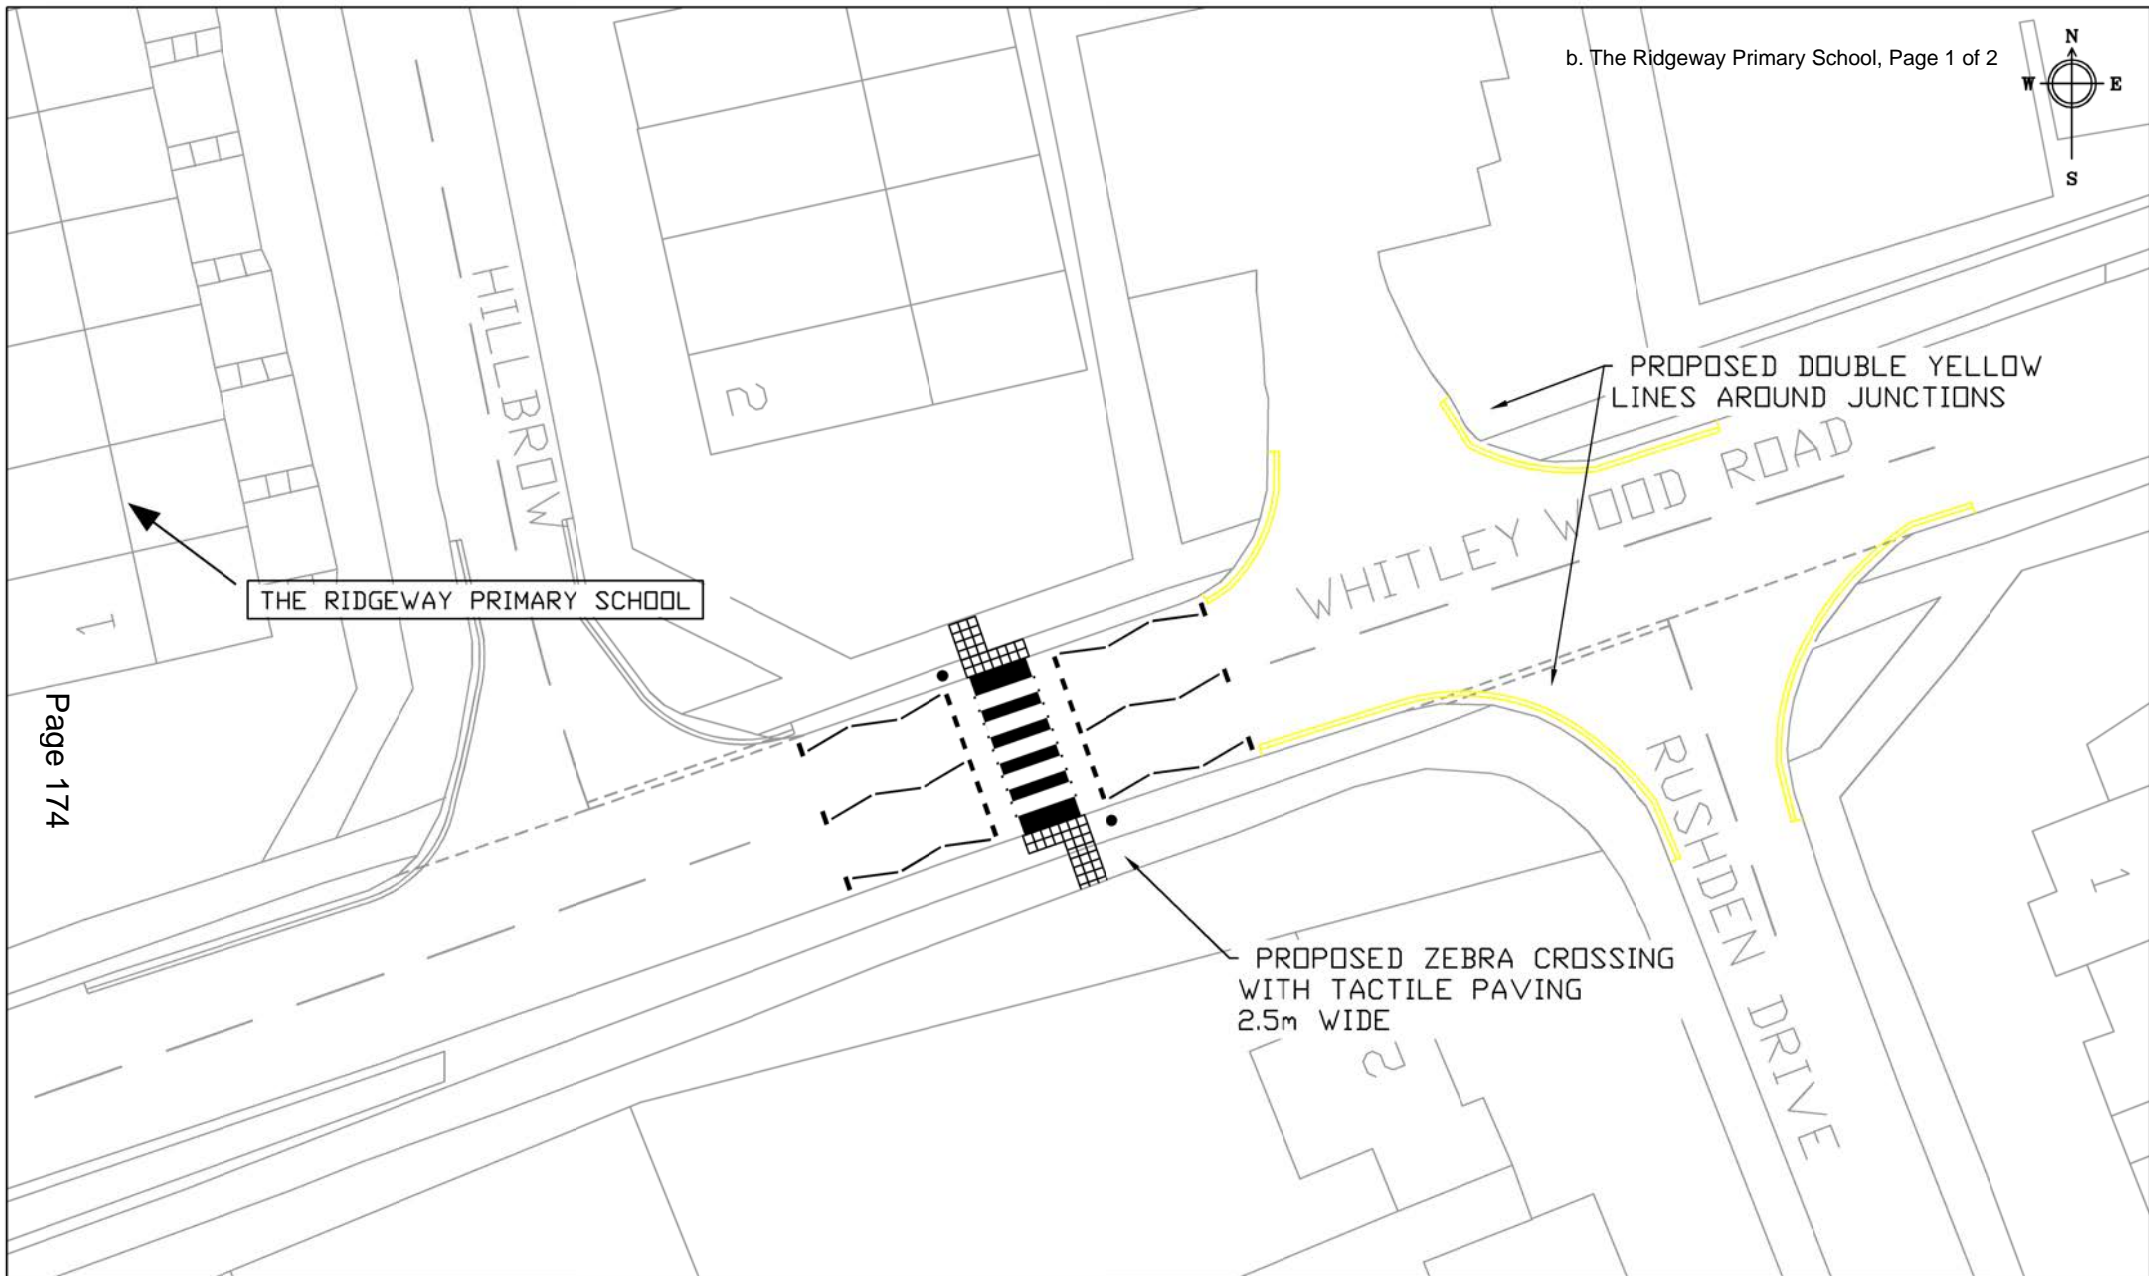 b. The Ridgeway Primary School, Page 1 of 2
N
W E
S
HILLBROW
2
PROPOSED DOUBLE YELLOW
LINES AROUND JUNCTIONS
WHITLEY WOOD ROAD
THE RIDGEWAY PRIMARY SCHOOL
1
Page 174
RUSHDEN DRIVE
1
PROPOSED ZEBRA CROSSING
WITH TACTILE PAVING
2.5m WIDE
2